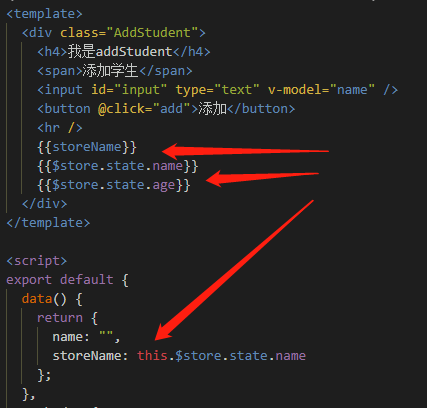 <template>
<div class="AddStudent">
<h4>我是addStudent</h4>
<span>添加学生</span>
<input id="input" type="text" v-model="name" />
<button @click="add">添加</button>
<hr />
{{storeName}}
{{$store.state.name}}
{{$store.state.age}}
</div>
</template>
<script>
export default {
data() {
return {
name: "",
storeName: this.$store.state.name
};
},